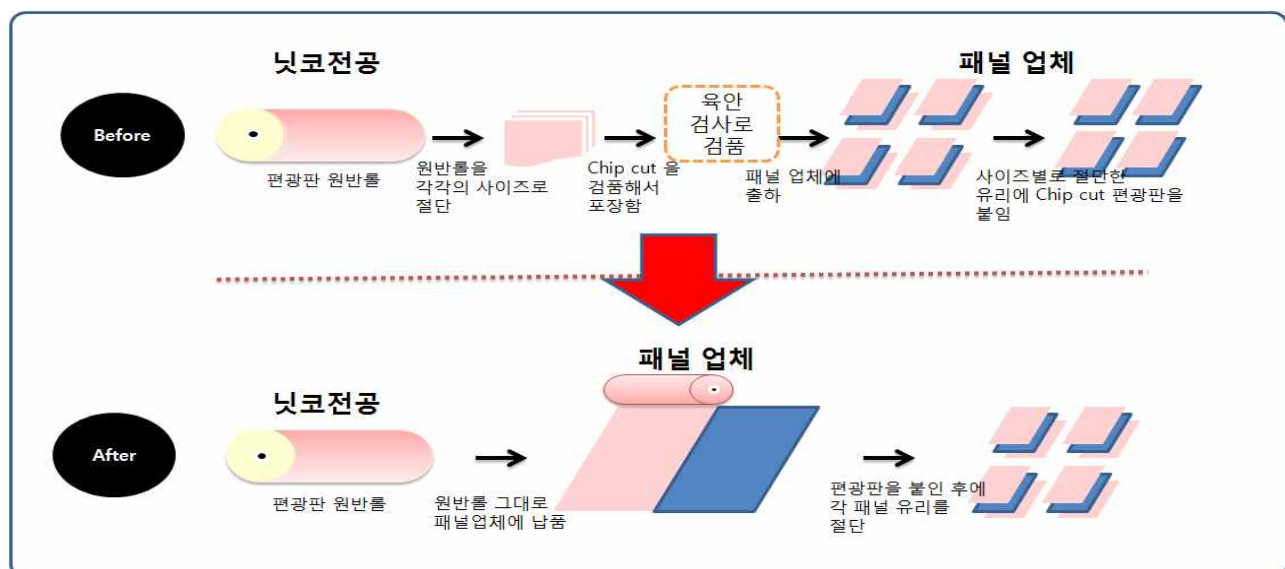 닛코전공
패널 업체
Before
육안
검사로
검품
편광판 원반롤
원반롤을
각각의 사이즈로
절단
Chip cut 을
검품해서
포장함
패널 업체에
출하
사이즈별로 절단한
유리에 Chip cut 편광판을
붙임
패널 업체
닛코전공
After
편광판 원반롤
원반롤 그대로
패널업체에 납품
편광판을 붙인 후에
각 패널 유리를
절단